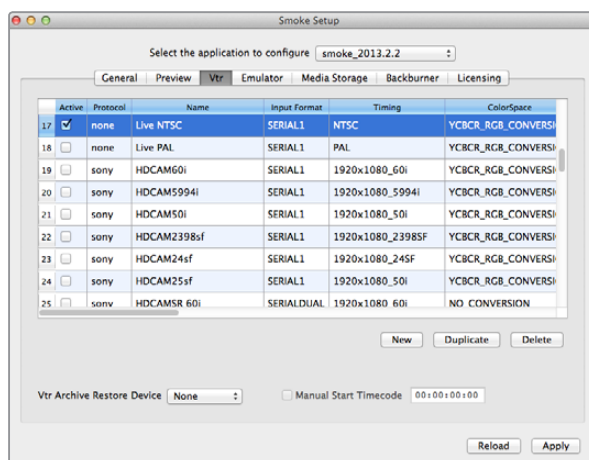 Smoke Setup
Select the application to configure smoke_2013.2.2
General Preview Vtr Emulator Media Storage Backburner Licensing
Active Protocol Name Input Format Timing ColorSpace
17 none Live NTSC SERIAL1 NTSC YCBCR_RGB_CONVERSI
18 none Live PAL SERIAL1 PAL YCBCR_RGB_CONVERSI
19 sony HDCAM60i SERIAL1 1920x1080_60i YCBCR_RGB_CONVERSI
20 sony HDCAM5994i SERIAL1 1920x1080_5994i YCBCR_RGB_CONVERSI
21 sony HDCAM50i SERIAL1 1920x1080_50i YCBCR_RGB_CONVERSI
22 sony HDCAM2398sf SERIAL1 1920x1080_2398SF YCBCR_RGB_CONVERSI
23 sony HDCAM24sf SERIAL1 1920x1080_24SF YCBCR_RGB_CONVERSI
24 sony HDCAM25sf SERIAL1 1920x1080_50i YCBCR_RGB_CONVERSI
25 sony HDCAMSR 60i SERIALDUAL 1920x1080 60i NO CONVERSION
New Duplicate Delete
Vtr Archive Restore Device None Manual Start Timecode 00:00:00:00
Reload Apply